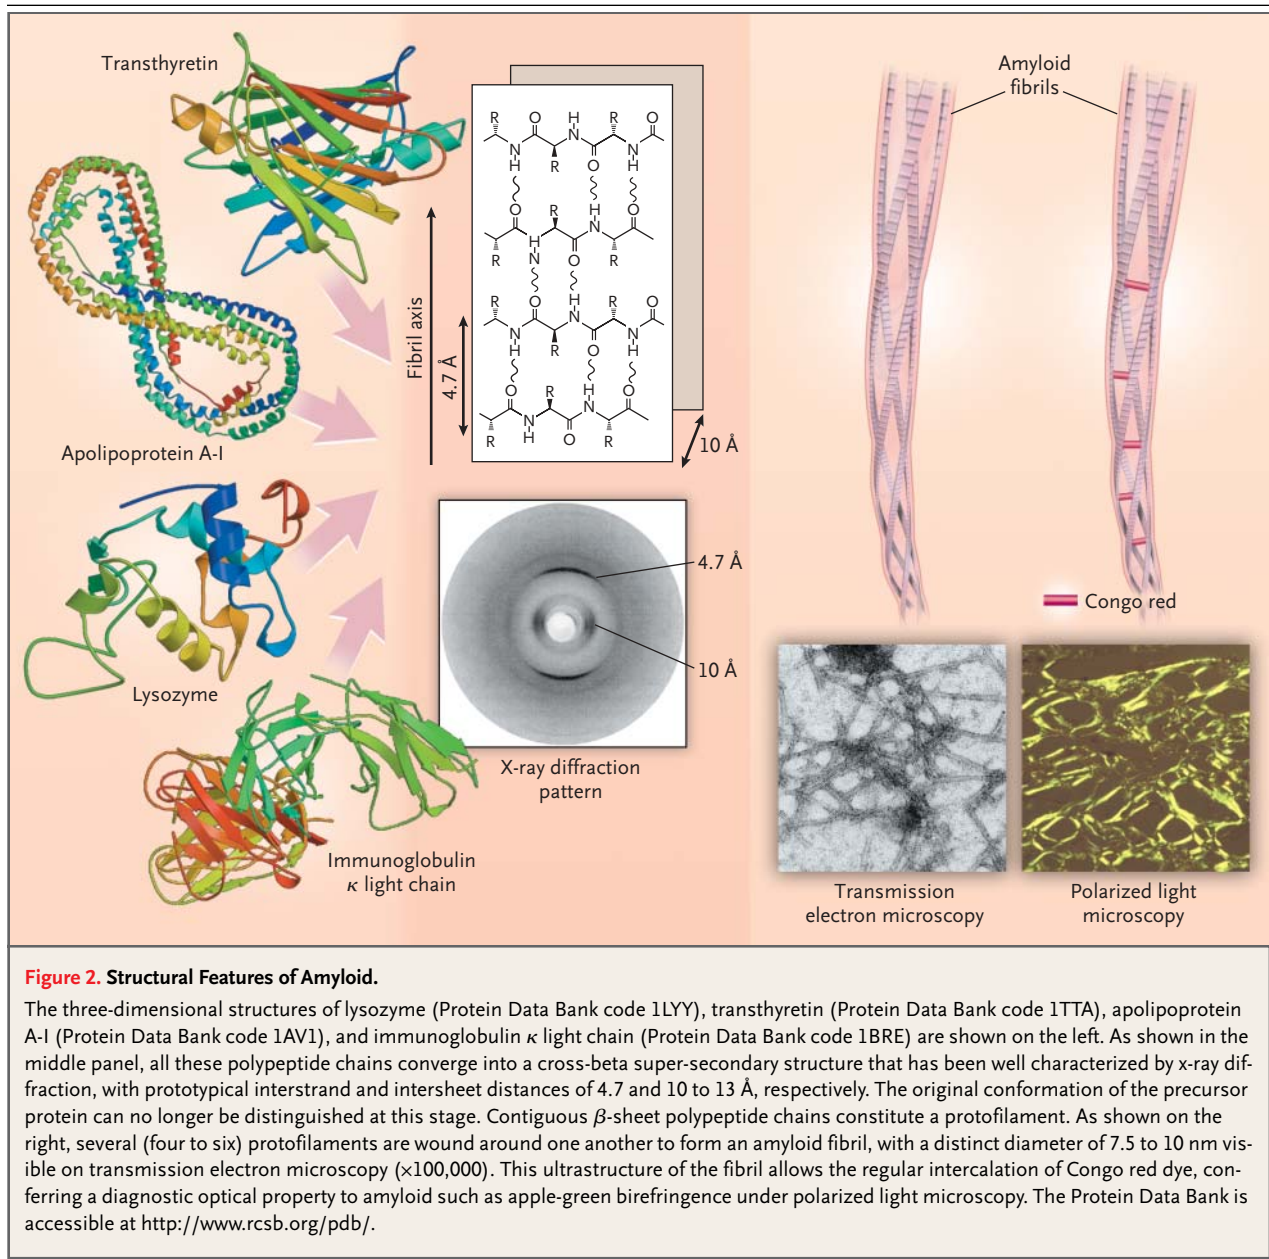 Transthyretin
Apolipoprotein A-I
Lysozyme
Immunoglobulin
κ light chain
R O H N R O
N H R O N H
O R H O
N N
R H O R
N O H
R O N R O
N H R O N H
O R H O
N N
R H O R
Fibril axis
4.7 Å
10 Å
4.7 Å
10 Å
X-ray diffraction
pattern
Amyloid
fibrils
Congo red
Transmission
electron microscopy
Polarized light
microscopy
Figure 2. Structural Features of Amyloid.
The three-dimensional structures of lysozyme (Protein Data Bank code 1LYY), transthyretin (Protein Data Bank code 1TTA), apolipoprotein
A-I (Protein Data Bank code 1AV1), and immunoglobulin κ light chain (Protein Data Bank code 1BRE) are shown on the left. As shown in the
middle panel, all these polypeptide chains converge into a cross-beta super-secondary structure that has been well characterized by x-ray dif-
fraction, with prototypical interstrand and intersheet distances of 4.7 and 10 to 13 Å, respectively. The original conformation of the precursor
protein can no longer be distinguished at this stage. Contiguous β-sheet polypeptide chains constitute a protofilament. As shown on the
right, several (four to six) protofilaments are wound around one another to form an amyloid fibril, with a distinct diameter of 7.5 to 10 nm vis-
ible on transmission electron microscopy (×100,000). This ultrastructure of the fibril allows the regular intercalation of Congo red dye, con-
ferring a diagnostic optical property to amyloid such as apple-green birefringence under polarized light microscopy. The Protein Data Bank is
accessible at http://www.rcsb.org/pdb/.